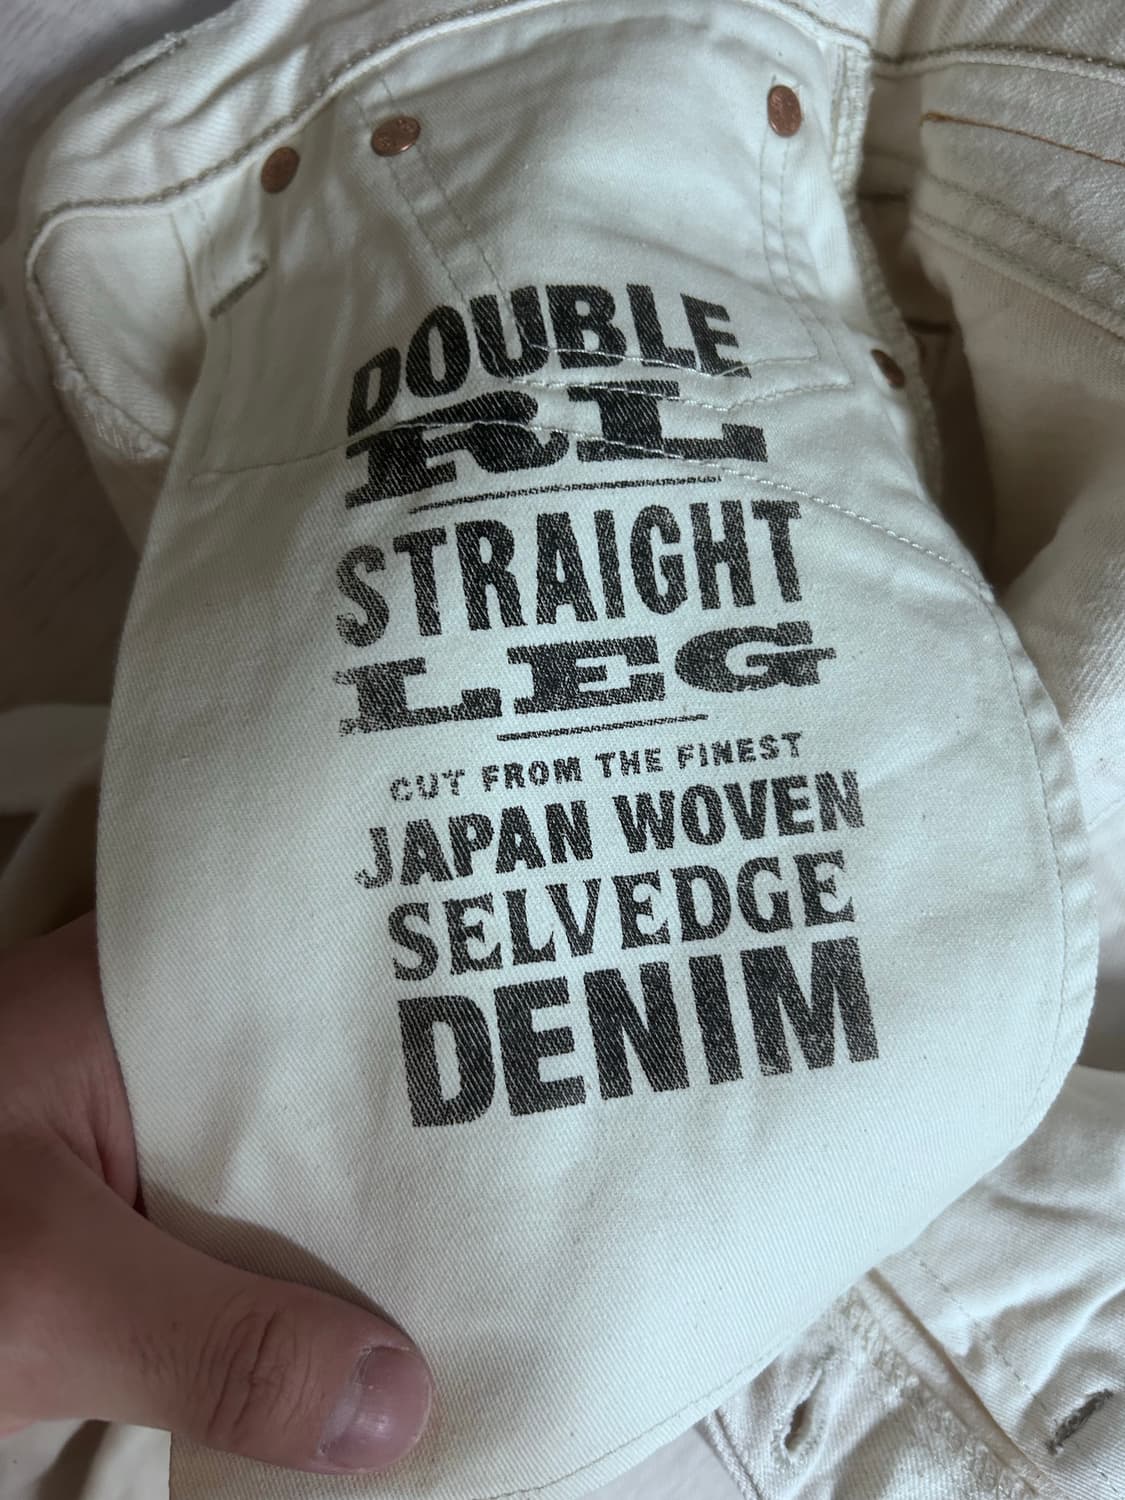 DOUBLE
RL
STRAIGHT
LEG
CUT FROM THE FINEST
JAPAN WOVEN
SELVEDGE
DENIM